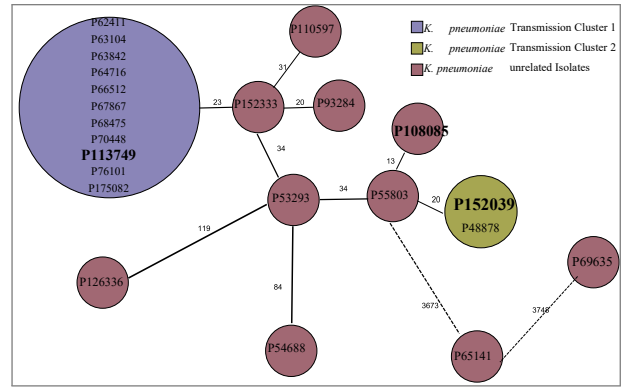 P62411
P63104
P63842
P64716
P66512
P67867
P68475
P70448
P113749
P76101
P175082
23
P152333
31
P110597
20
P93284
34
P53293
34
P55803
13
P108085
20
P152039
P48878
119
P126336
84
P54688
3673
P65141
3748
P69635
K. pneumoniae Transmission Cluster 1
K. pneumoniae Transmission Cluster 2
K. pneumoniae unrelated Isolates